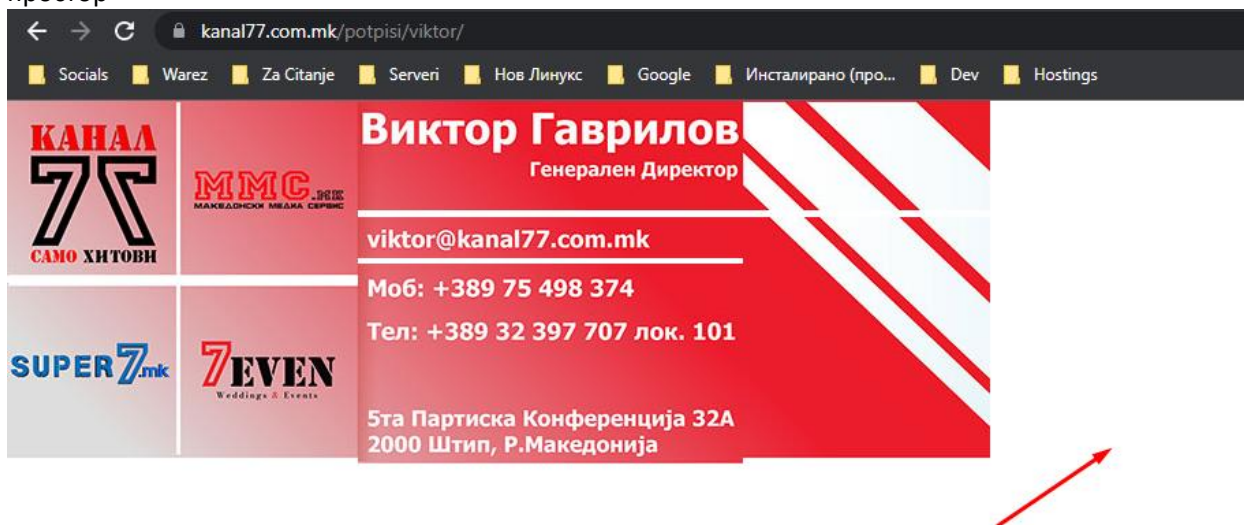 kanal77.com.mk/potpisi/viktor/
Socials Warez Za Citanje Serveri Нов Линукс Google Инсталирано (про... Dev Hostings
КАНАЛ
77
САМО ХИТОВИ
ММС.мк
МАКЕДОНСКИ МЕДИА СЕРВИС
Виктор Гаврилов
Генерален Директор
viktor@kanal77.com.mk
Моб: +389 75 498 374
Тел: +389 32 397 707 лок. 101
SUPER7.mk
7EVEN
Weddings & Events
5та Партиска Конференција 32А
2000 Штип, Р.Македонија